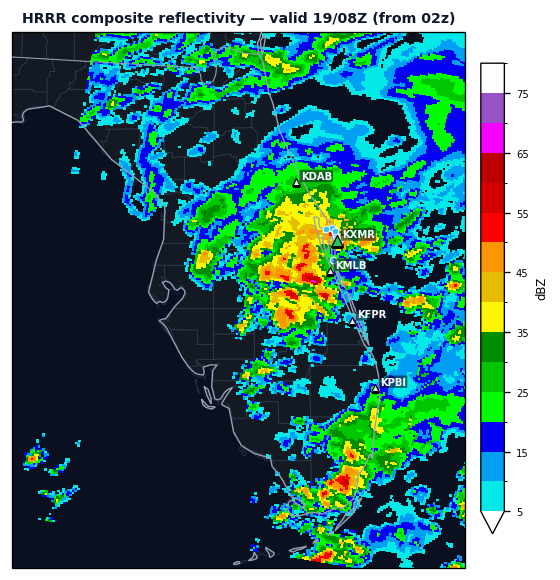 HRRR composite reflectivity — valid 19/08Z (from 02z)
KDAB
KXMR
KMLB
KFPR
KPBI
75
65
55
45
35
25
15
5
dBZ